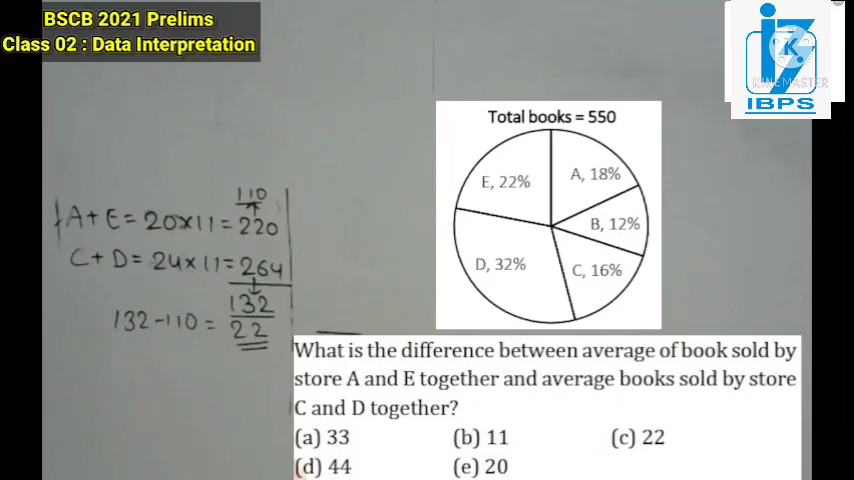 BSCB 2021 Prelims
Class 02 : Data Interpretation
KINEMASTER
IBPS
Total books = 550
E, 22%
A, 18%
B, 12%
D, 32%
C, 16%
110
A+E=20×11=220
C+D=24×11=264
132
132-110=22
What is the difference between average of book sold by
store A and E together and average books sold by store
C and D together?
(a) 33 (b) 11 (c) 22
(d) 44 (e) 20